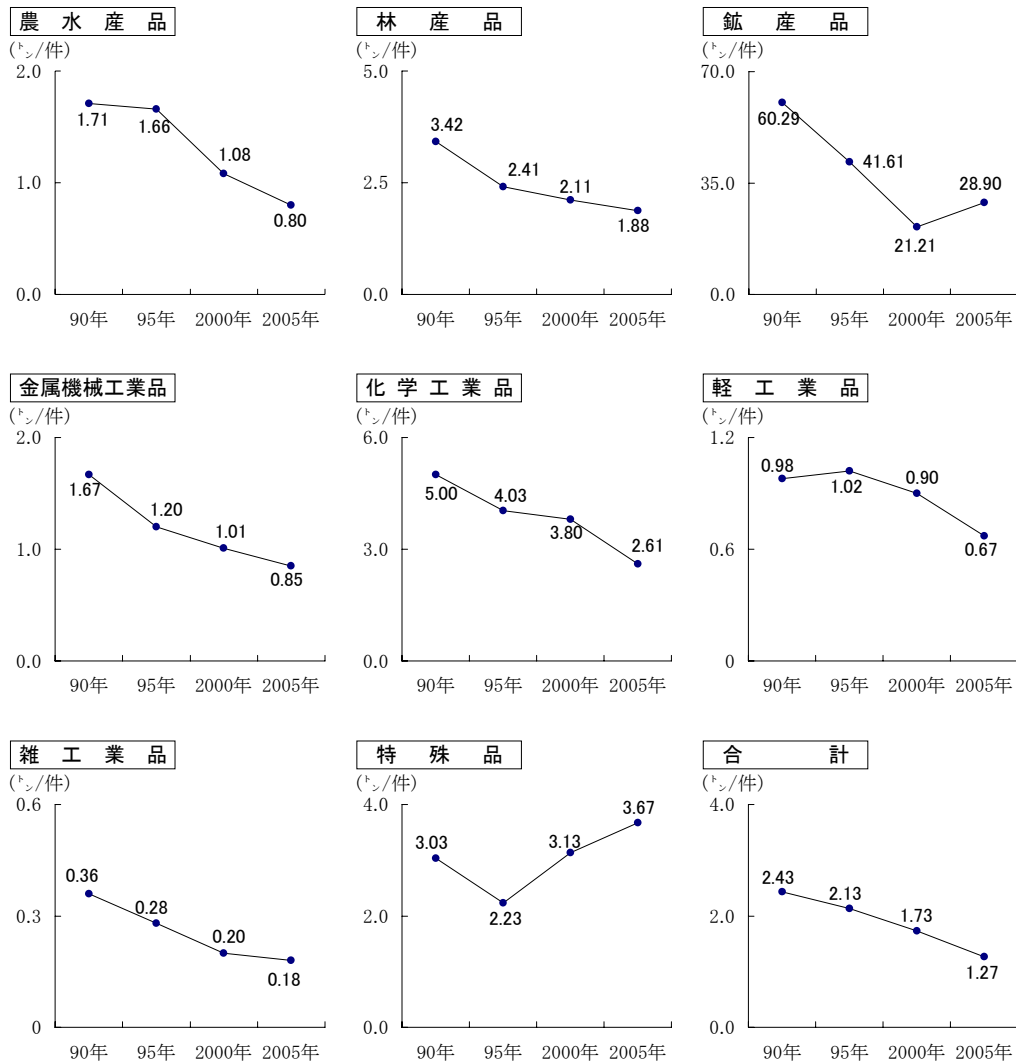 農水産品
(トン/件)
2.0
1.0
0.0
1.71
1.66
1.08
0.80
90年 95年 2000年 2005年
林産品
(トン/件)
5.0
2.5
0.0
3.42
2.41
2.11
1.88
90年 95年 2000年 2005年
鉱産品
(トン/件)
70.0
35.0
0.0
60.29
41.61
21.21
28.90
90年 95年 2000年 2005年
金属機械工業品
(トン/件)
2.0
1.0
0.0
1.67
1.20
1.01
0.85
90年 95年 2000年 2005年
化学工業品
(トン/件)
6.0
3.0
0.0
5.00
4.03
3.80
2.61
90年 95年 2000年 2005年
軽工業品
(トン/件)
1.2
0.6
0.0
0.98
1.02
0.90
0.67
90年 95年 2000年 2005年
雑工業品
(トン/件)
0.6
0.3
0
0.36
0.28
0.20
0.18
90年 95年 2000年 2005年
特殊品
(トン/件)
4.0
2.0
0.0
3.03
2.23
3.13
3.67
90年 95年 2000年 2005年
合計
(トン/件)
4.0
2.0
0.0
2.43
2.13
1.73
1.27
90年 95年 2000年 2005年